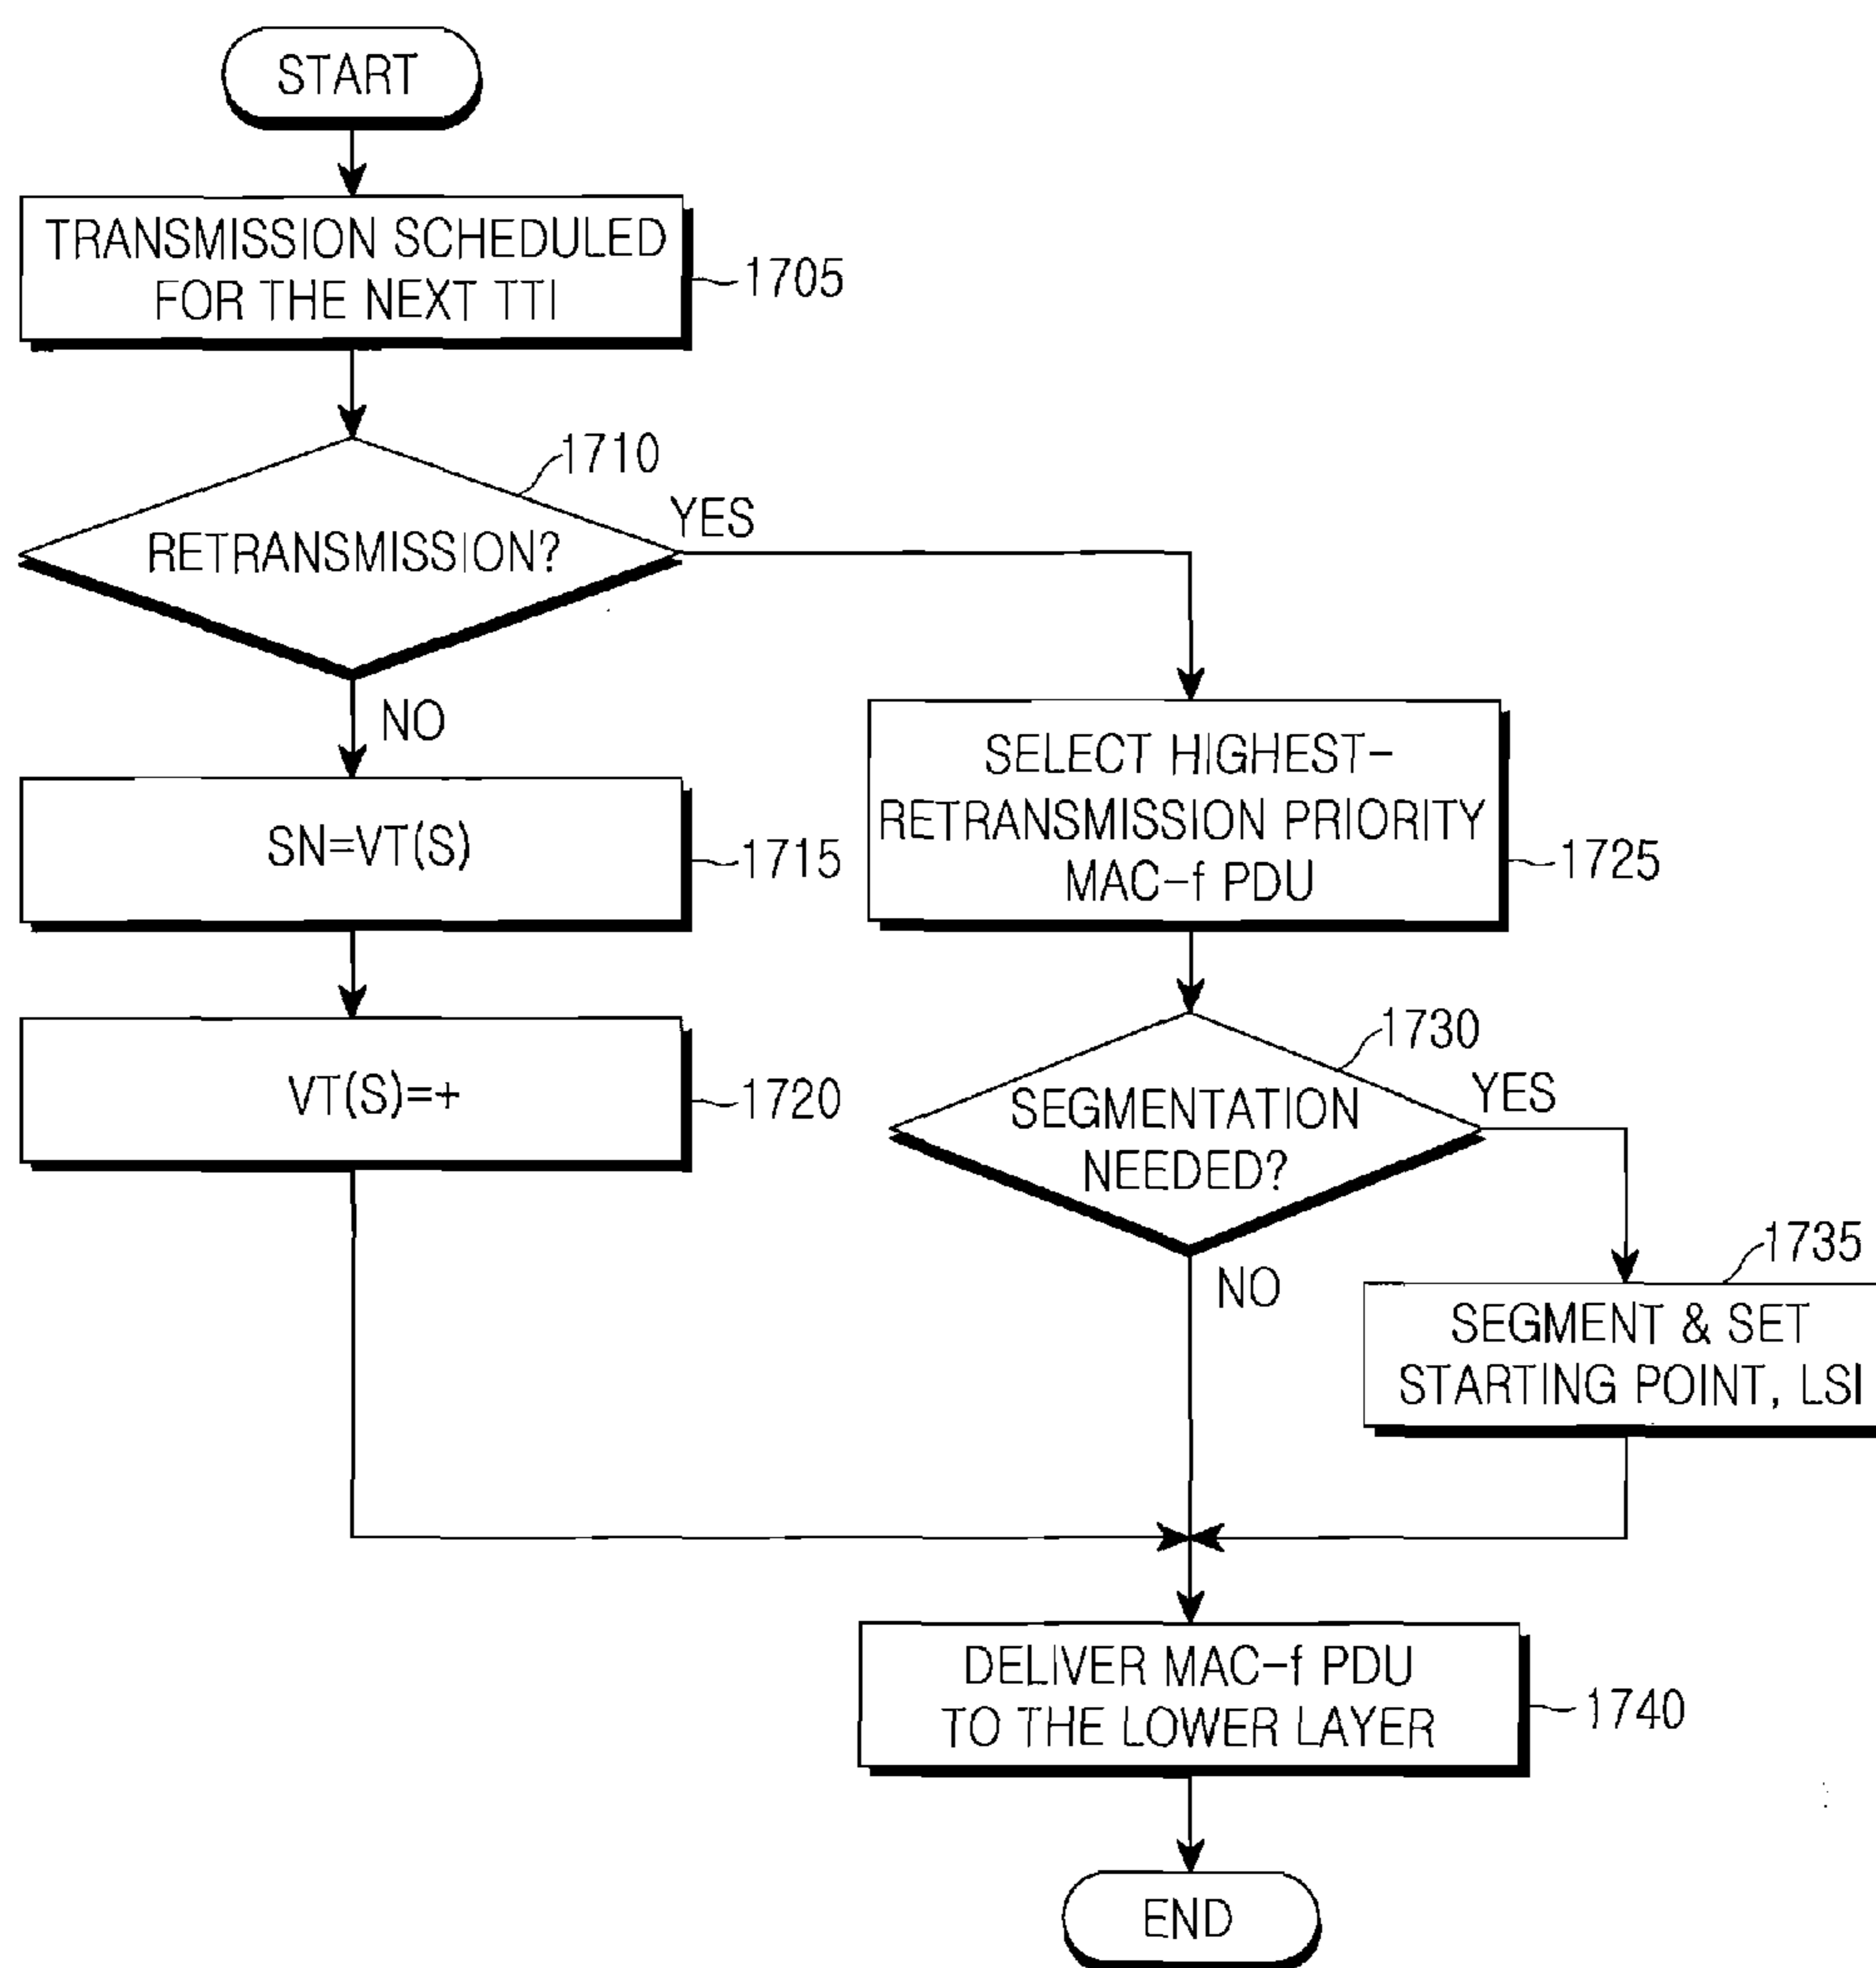 START
TRANSMISSION SCHEDULED
FOR THE NEXT TTI
1705
1710
RETRANSMISSION?
YES
NO
SN=VT(S)
1715
VT(S)=+
1720
SELECT HIGHEST-
RETRANSMISSION PRIORITY
MAC-f PDU
1725
1730
SEGMENTATION
NEEDED?
YES
NO
1735
SEGMENT & SET
STARTING POINT, LSI
DELIVER MAC-f PDU
TO THE LOWER LAYER
1740
END